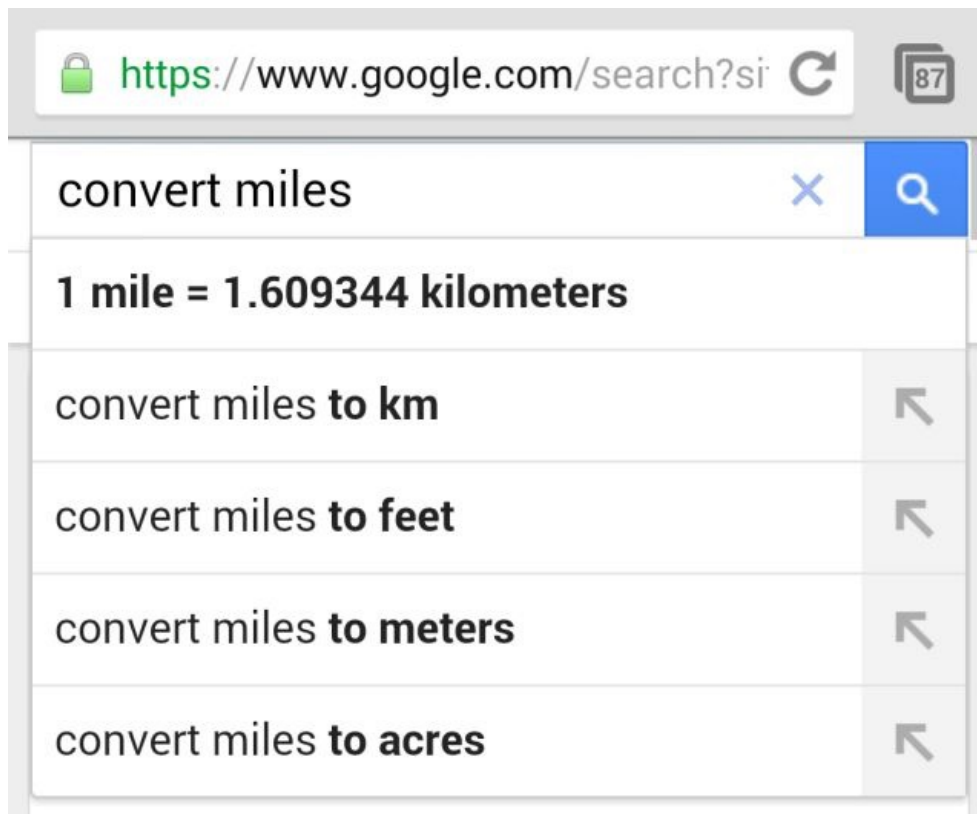 https://www.google.com/search?si
87
convert miles
1 mile = 1.609344 kilometers
convert miles to km
convert miles to feet
convert miles to meters
convert miles to acres